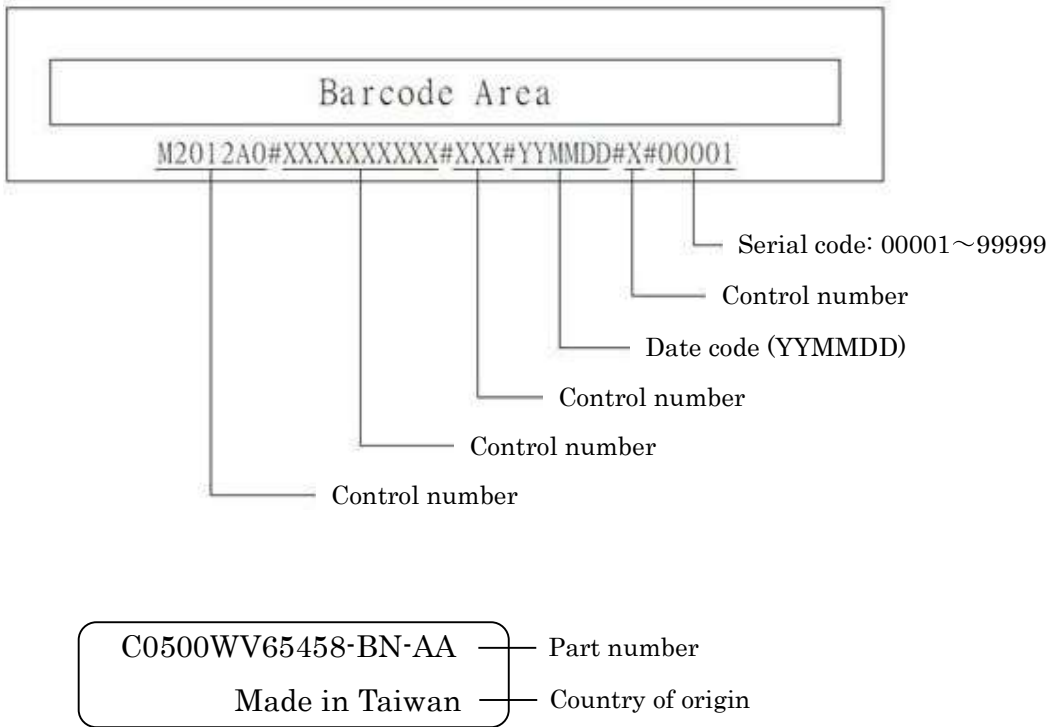 Barcode Area
M2012A0#XXXXXXXXXX#XXX#YYMMDD#X#00001
Serial code: 00001～99999
Control number
Date code (YYMMDD)
Control number
Control number
Control number
C0500WV65458-BN-AA Part number
Made in Taiwan Country of origin